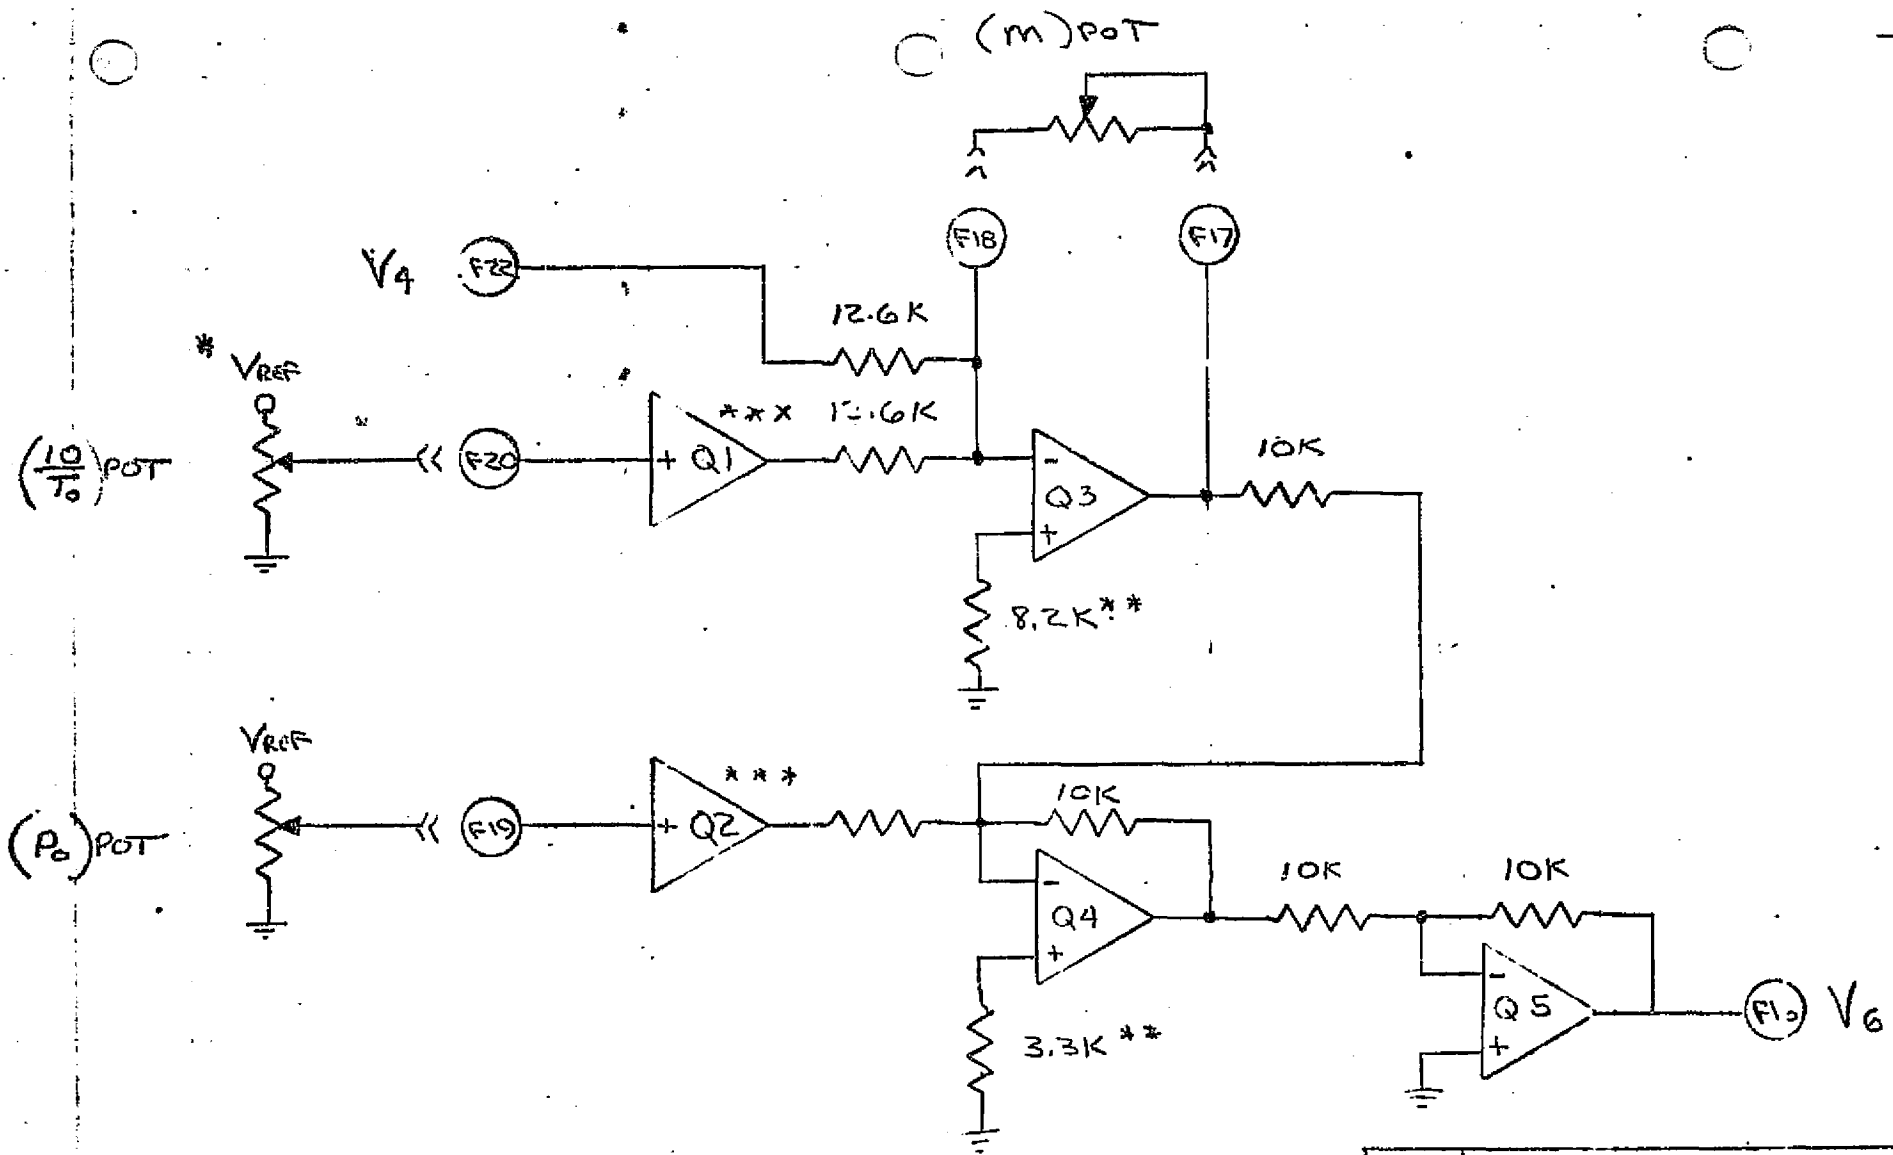 (m)POT
F18
F17
V4
F22
12.6K
* VREF
(10/T0)POT
F20
+
Q1
***
-
Q3
+
10K
8.2K**
VREF
(P0)POT
F19
+
Q2
***
10K
-
Q4
+
3.3K**
10K
10K
-
Q5
+
V6